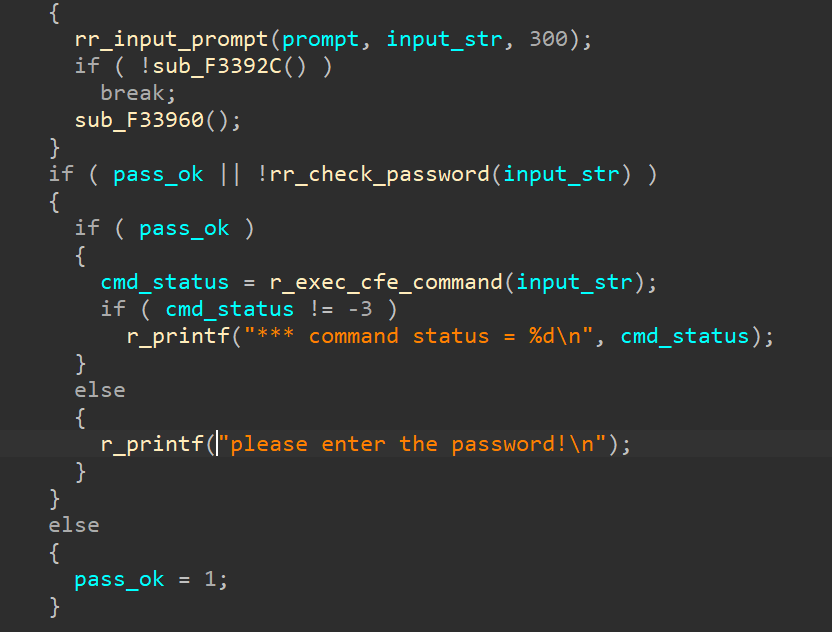 {
rr_input_prompt(prompt, input_str, 300);
if ( !sub_F3392C() )
break;
sub_F33960();
}
if ( pass_ok || !rr_check_password(input_str) )
{
if ( pass_ok )
{
cmd_status = r_exec_cfe_command(input_str);
if ( cmd_status != -3 )
r_printf("*** command status = %d\n", cmd_status);
}
else
{
r_printf("please enter the password!\n");
}
}
else
{
pass_ok = 1;
}